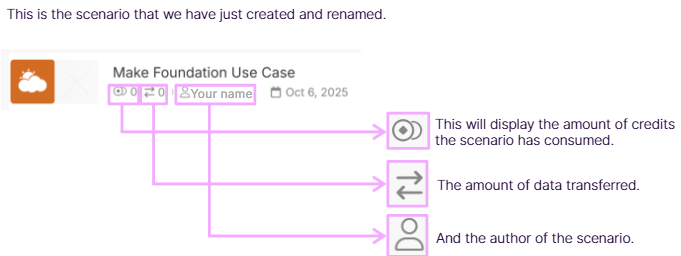 This is the scenario that we have just created and renamed.
Make Foundation Use Case
0 0 Your name Oct 6, 2025
This will display the amount of credits
the scenario has consumed.
The amount of data transferred.
And the author of the scenario.